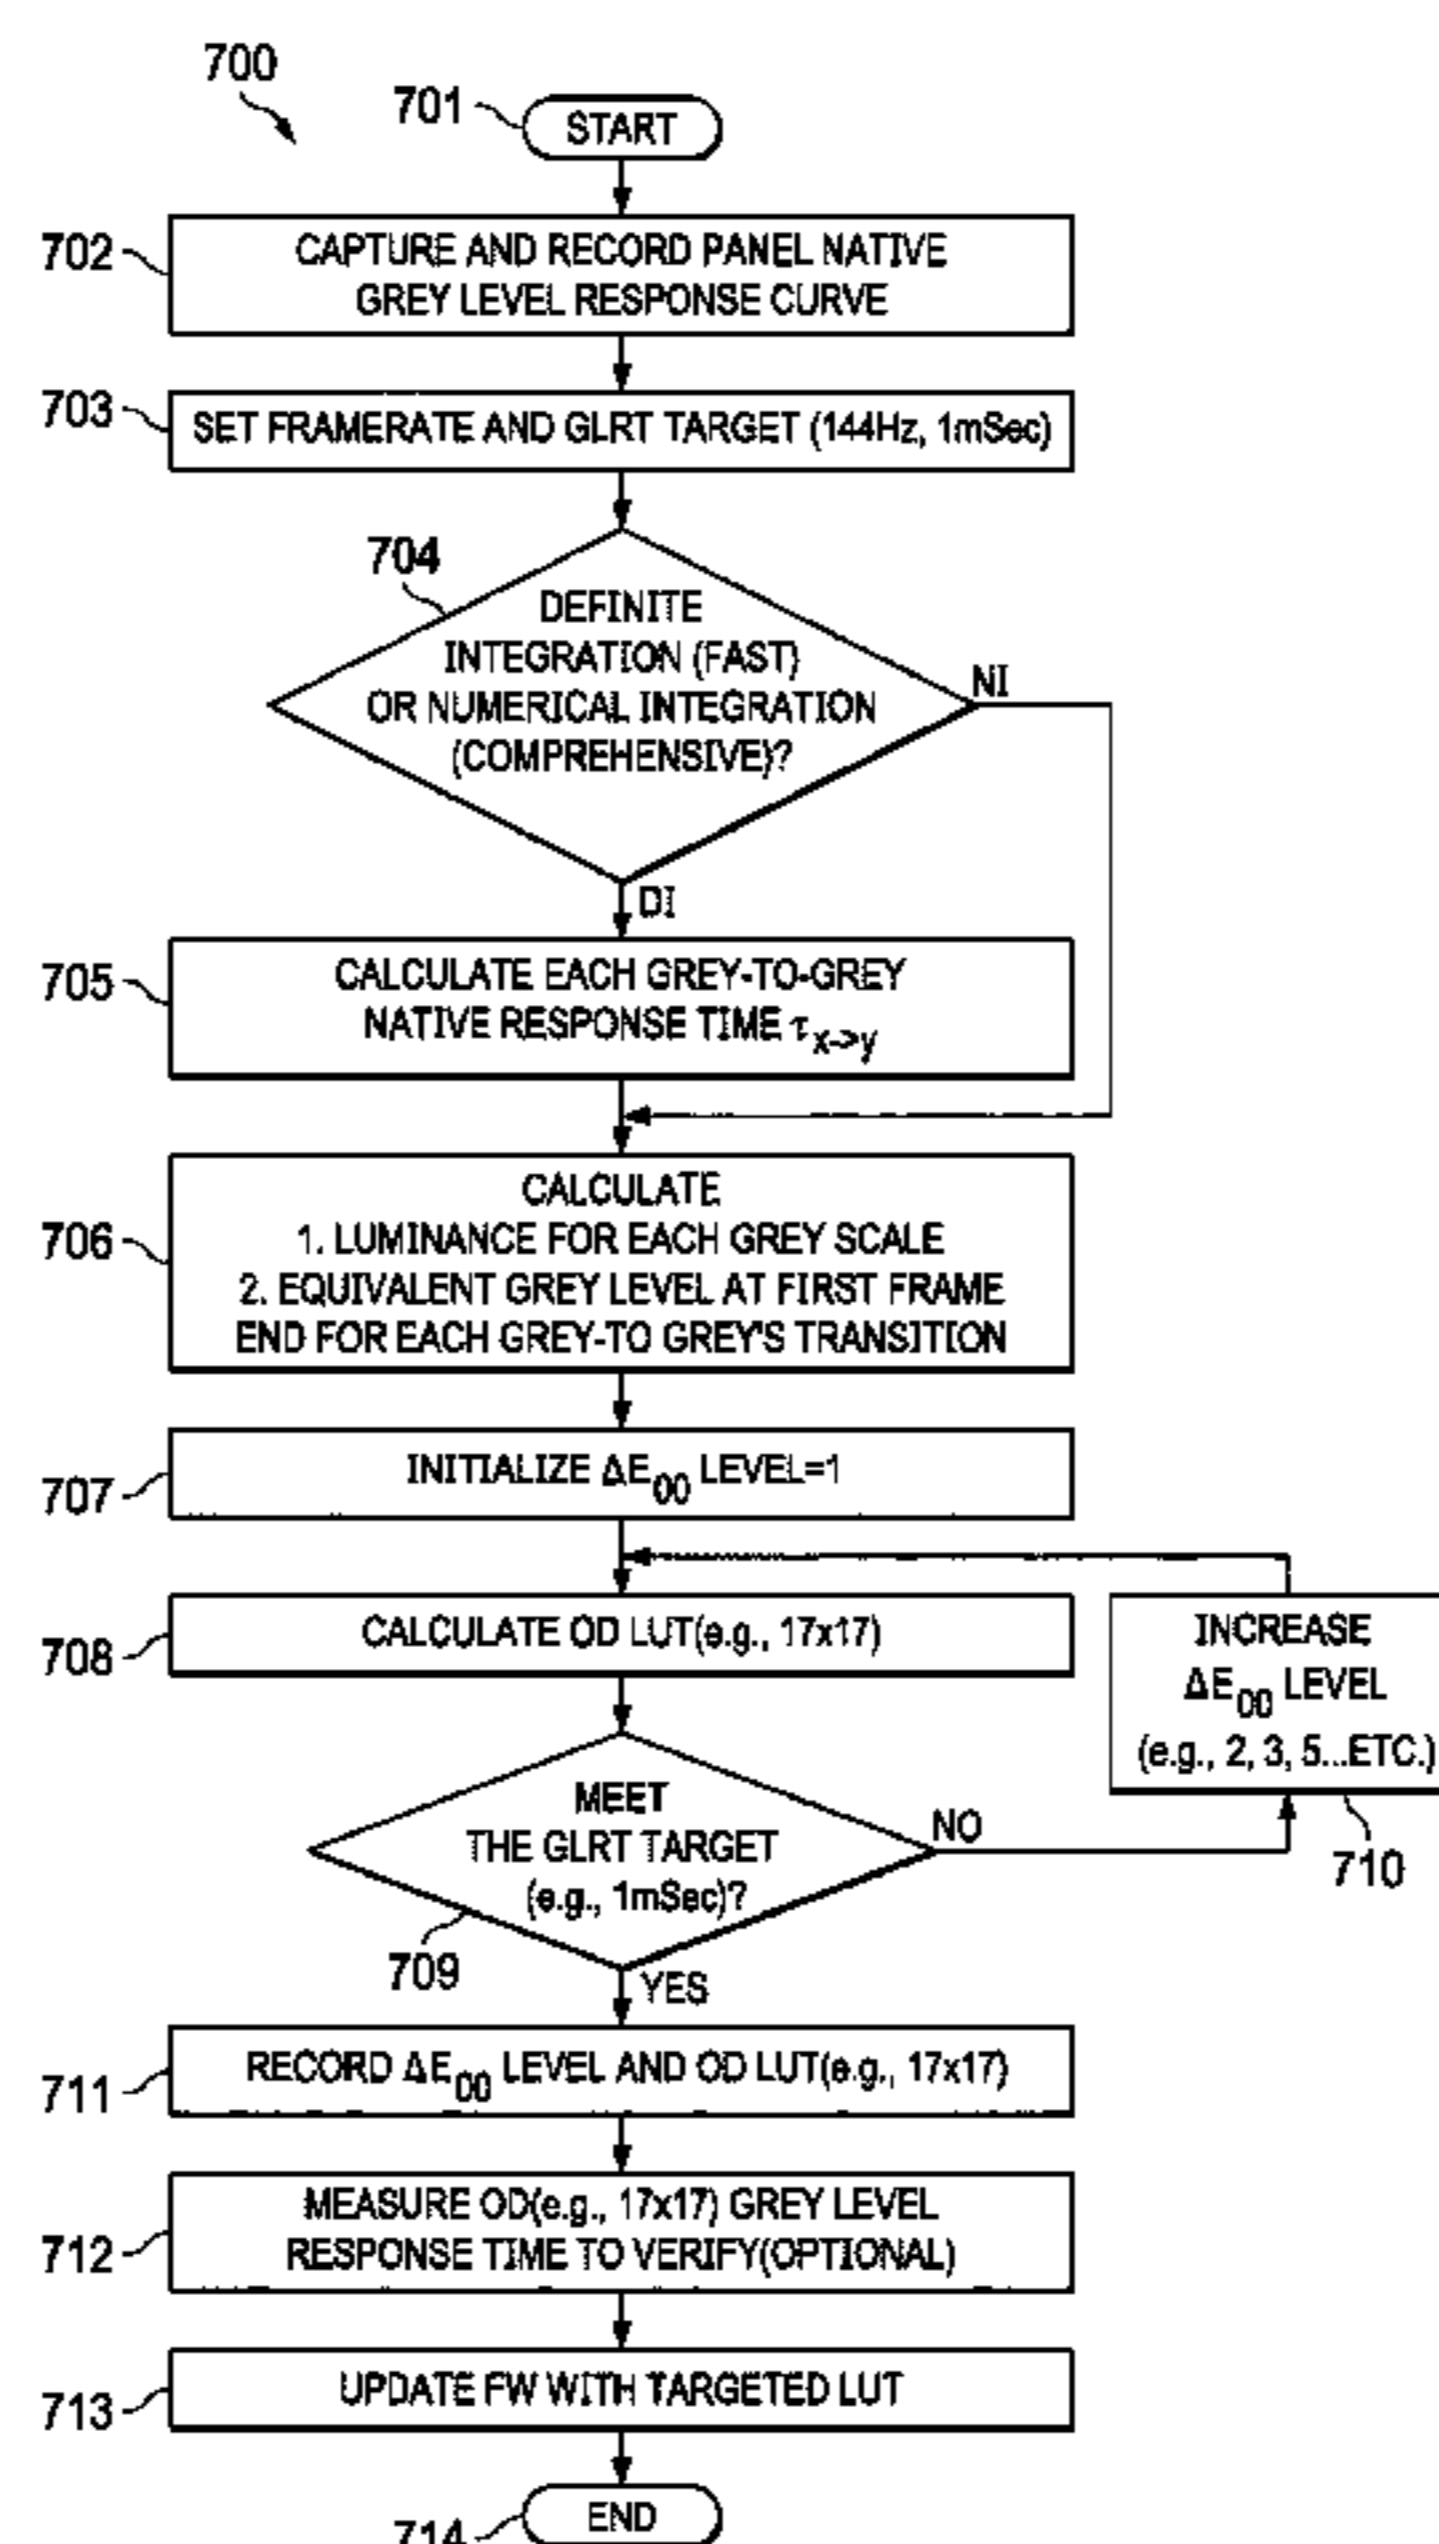 700
701
START
702
CAPTURE AND RECORD PANEL NATIVE
GREY LEVEL RESPONSE CURVE
703
SET FRAMERATE AND GLRT TARGET (144Hz, 1mSec)
704
DEFINITE
INTEGRATION (FAST)
OR NUMERICAL INTEGRATION
(COMPREHENSIVE)?
NI
DI
705
CALCULATE EACH GREY-TO-GREY
NATIVE RESPONSE TIME τx->y
706
CALCULATE
1. LUMINANCE FOR EACH GREY SCALE
2. EQUIVALENT GREY LEVEL AT FIRST FRAME
END FOR EACH GREY-TO GREY'S TRANSITION
707
INITIALIZE ΔE00 LEVEL=1
708
CALCULATE OD LUT(e.g., 17x17)
INCREASE
ΔE00 LEVEL
(e.g., 2, 3, 5...ETC.)
710
MEET
THE GLRT TARGET
(e.g., 1mSec)?
NO
709
YES
711
RECORD ΔE00 LEVEL AND OD LUT(e.g., 17x17)
712
MEASURE OD(e.g., 17x17) GREY LEVEL
RESPONSE TIME TO VERIFY(OPTIONAL)
713
UPDATE FW WITH TARGETED LUT
714
END